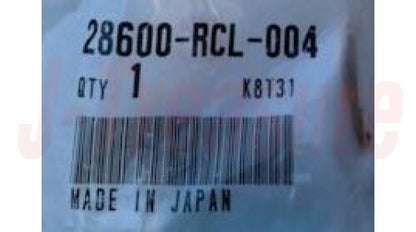 28600-RCL-004
QTY 1 K8131
MADE IN JAPAN